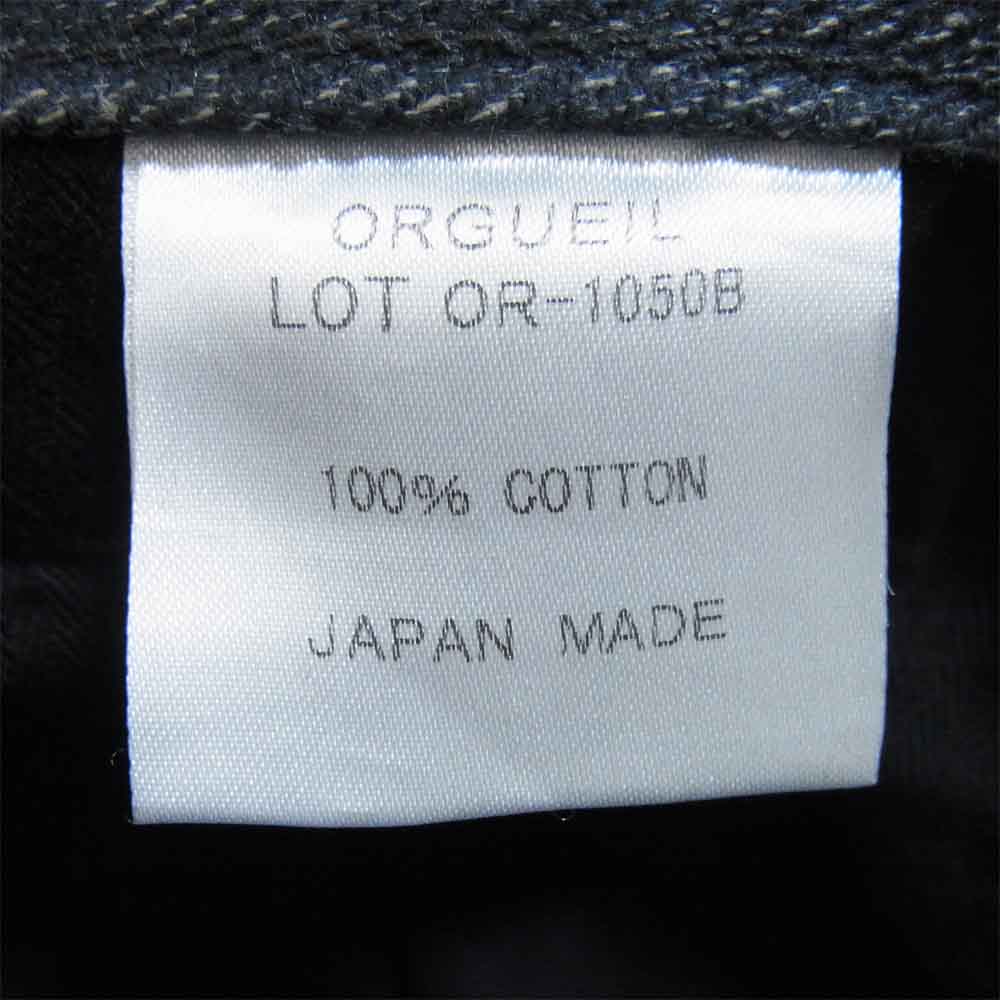 ORGUEIL
LOT OR-1050B
100% COTTON
JAPAN MADE